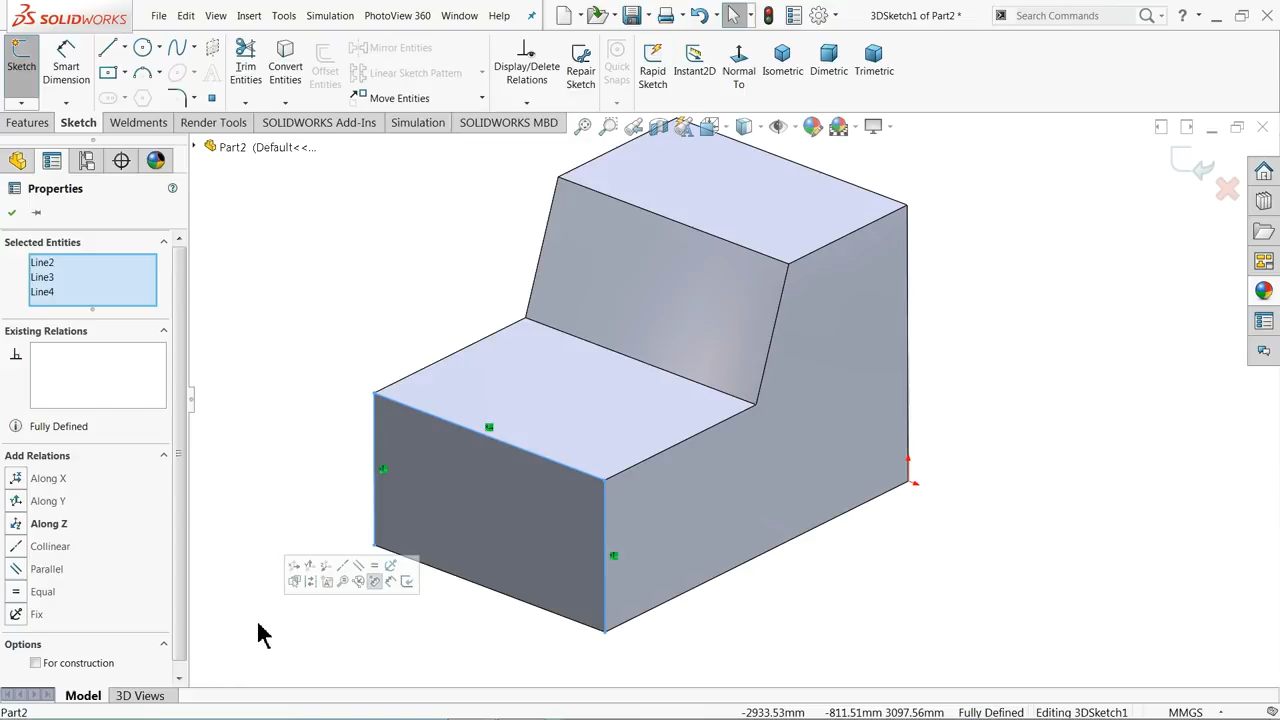 SOLIDWORKS File Edit View Insert Tools Simulation PhotoView 360 Window Help 3DSketch1 of Part2 * Search Commands ?
Sketch
Smart
Dimension
Trim
Entities
Convert
Entities
Offset
Entities
Mirror Entities
Linear Sketch Pattern
Move Entities
Display/Delete
Relations
Repair
Sketch
Quick
Snaps
Rapid
Sketch
Instant2D
Normal
To
Isometric
Dimetric
Trimetric
Features Sketch Weldments Render Tools SOLIDWORKS Add-Ins Simulation SOLIDWORKS MBD
Part2 (Default<<...
Properties
Selected Entities
Line2
Line3
Line4
Existing Relations
Fully Defined
Add Relations
Along X
Along Y
Along Z
Collinear
Parallel
Equal
Fix
Options
For construction
Model 3D Views
Part2 -2933.53mm -811.51mm 3097.56mm Fully Defined Editing 3DSketch1 MMGS